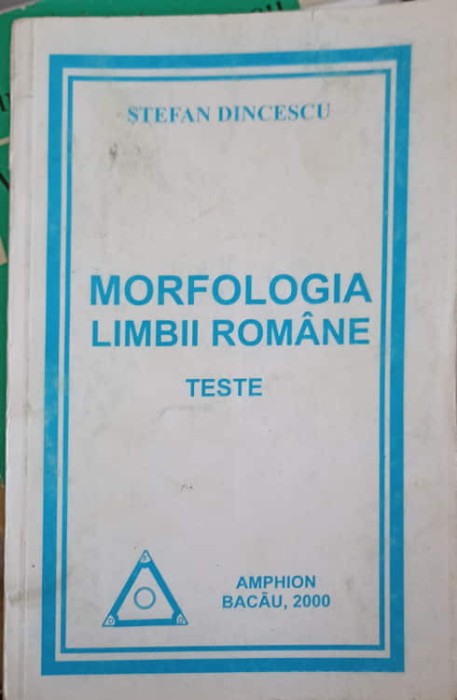 ŞTEFAN DINCESCU
MORFOLOGIA
LIMBII ROMÂNE
TESTE
AMPHION
BACĂU, 2000